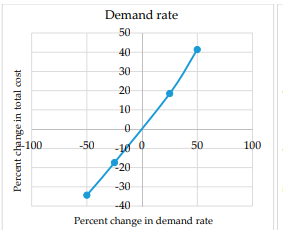 Demand rate
50
40
30
20
10
0
-100 -50 -10 0 50 100
-20
-30
-40
Percent change in total cost
Percent change in demand rate